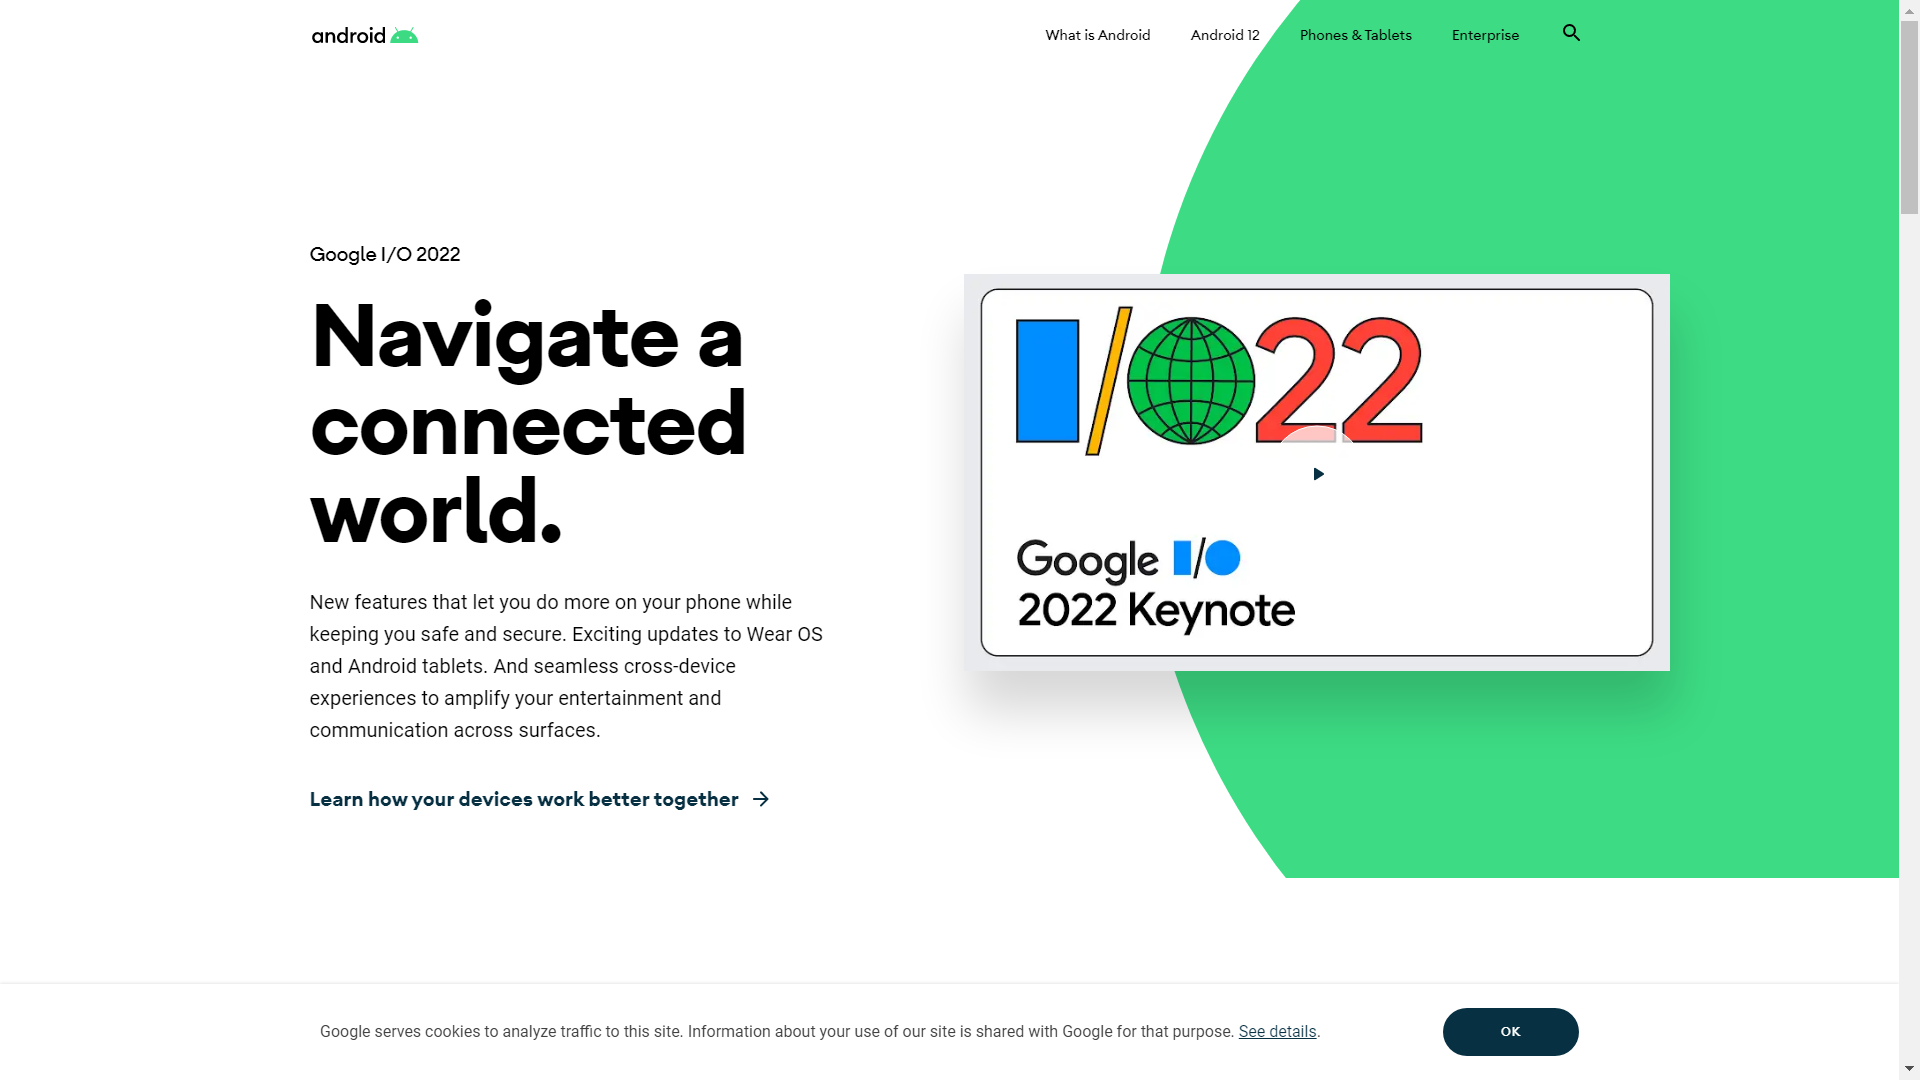 android
What is Android
Android 12
Phones & Tablets
Enterprise
Google I/O 2022
Navigate a
connected
world.
New features that let you do more on your phone while
keeping you safe and secure. Exciting updates to Wear OS
and Android tablets. And seamless cross-device
experiences to amplify your entertainment and
communication across surfaces.
Learn how your devices work better together
I/O22
Google I/O
2022 Keynote
Google serves cookies to analyze traffic to this site. Information about your use of our site is shared with Google for that purpose. See details.
OK